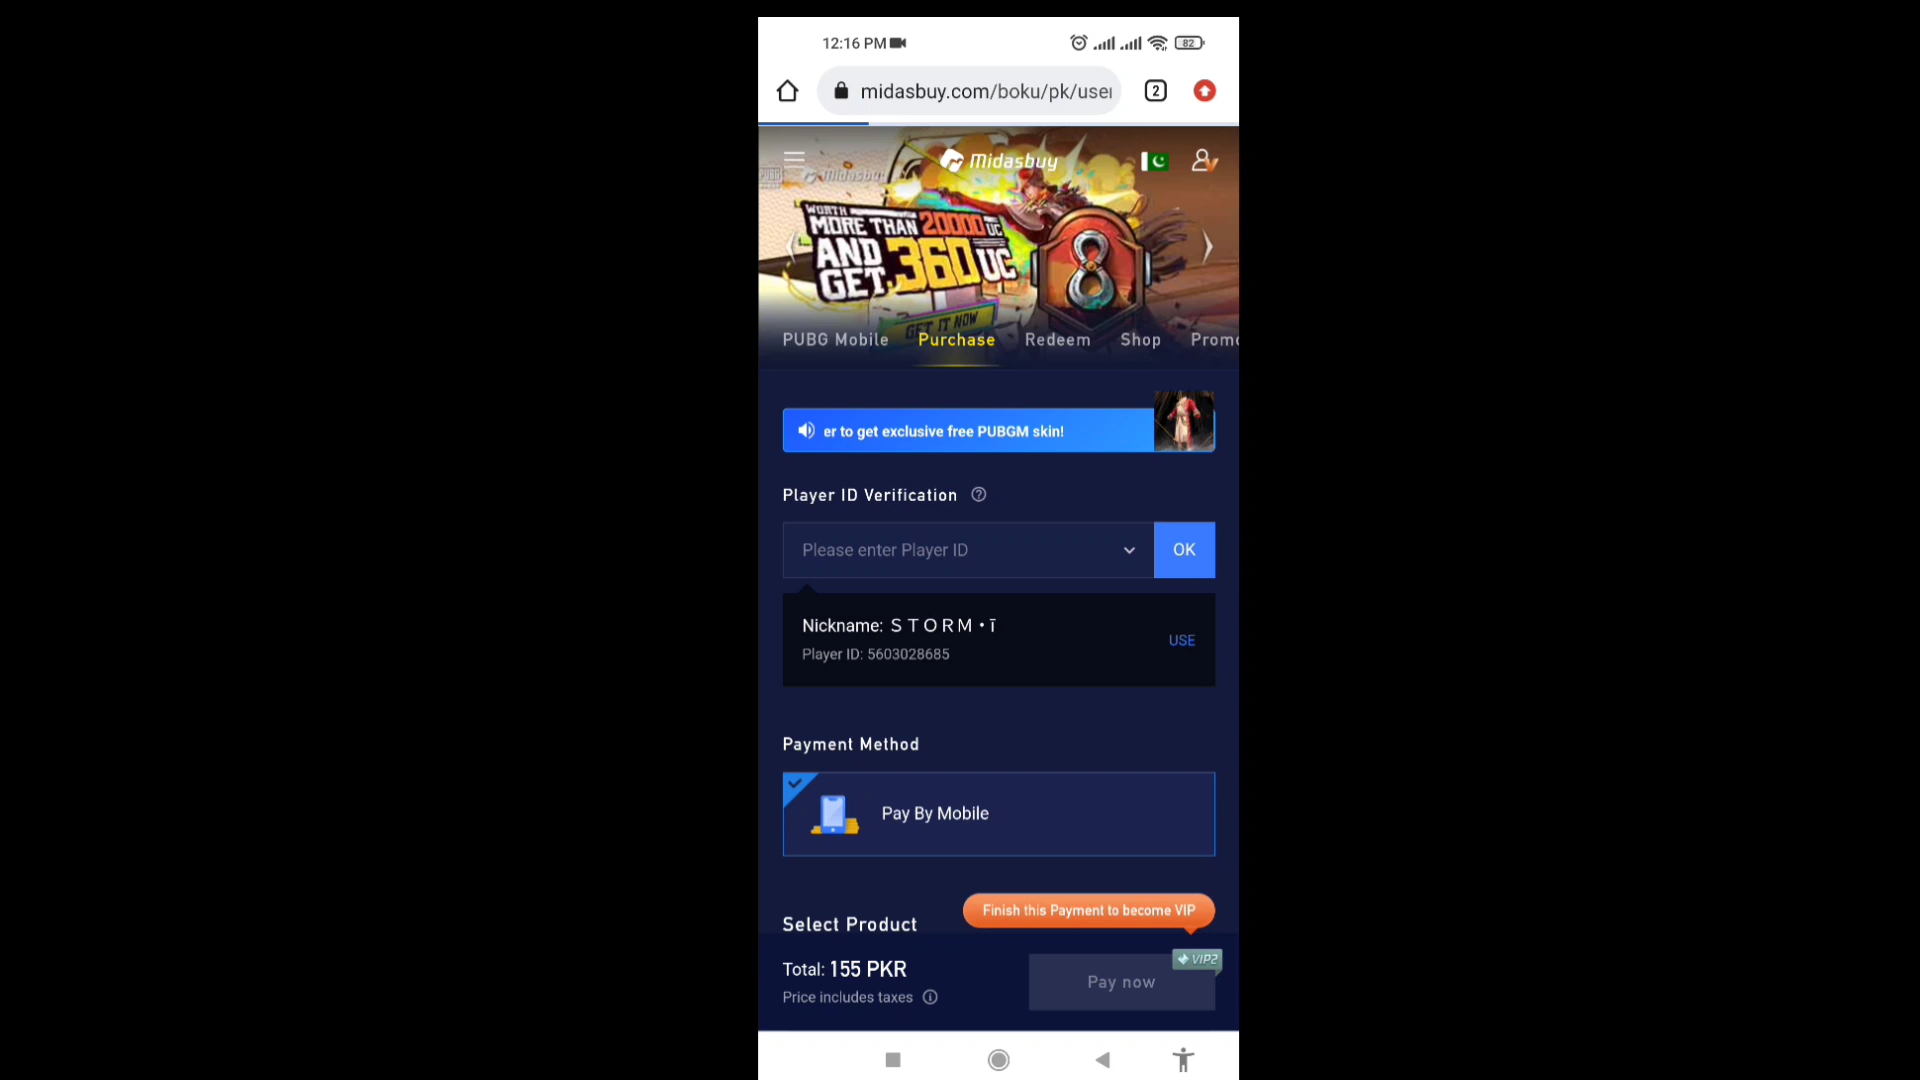 12:16 PM
82
midasbuy.com/boku/pk/user
2
Midasbuy
Midasbuy
WORTH
MORE THAN 20000 UC
AND
GET 360 UC
8
GET IT NOW
PUBG Mobile Purchase Redeem Shop Promo
er to get exclusive free PUBGM skin!
Player ID Verification
Please enter Player ID
OK
Nickname: S T O R M • ī
Player ID: 5603028685
USE
Payment Method
Pay By Mobile
Finish this Payment to become VIP
Select Product
VIP2
Total: 155 PKR
Pay now
Price includes taxes